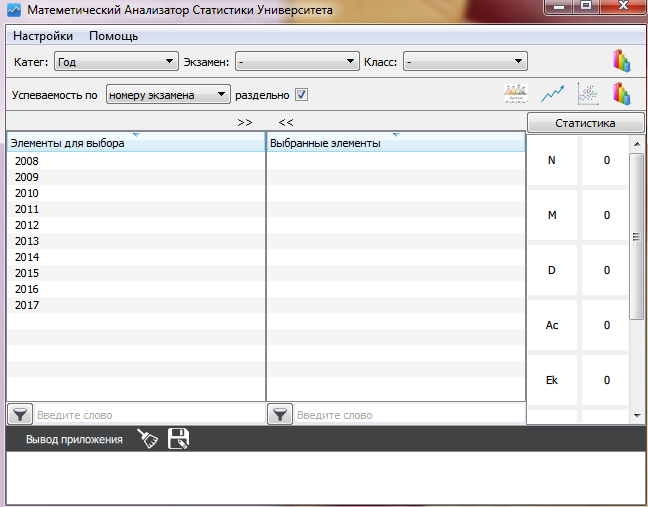 Матеметический Анализатор Статистики Университета
Настройки Помощь
Катег: Год Экзамен: - Класс: -
Успеваемость по номеру экзамена раздельно
>> << Статистика
Элементы для выбора Выбранные элементы
2008
2009
2010
2011
2012
2013
2014
2015
2016
2017
N 0
M 0
D 0
Ac 0
Ek 0
Введите слово Введите слово
Вывод приложения